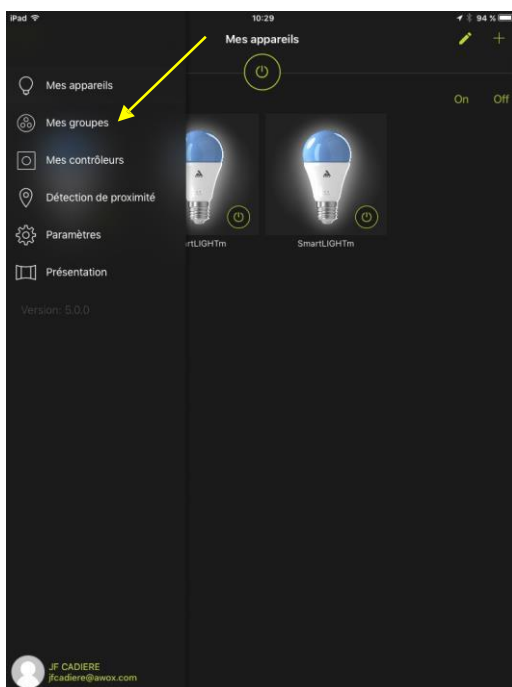 iPad 10:29 94 %
Mes appareils
On Off
Mes appareils
Mes groupes
Mes contrôleurs
Détection de proximité
Paramètres
Présentation
Version: 5.0.0
rtLIGHTm SmartLIGHTm
JF CADIERE
jfcadiere@awox.com